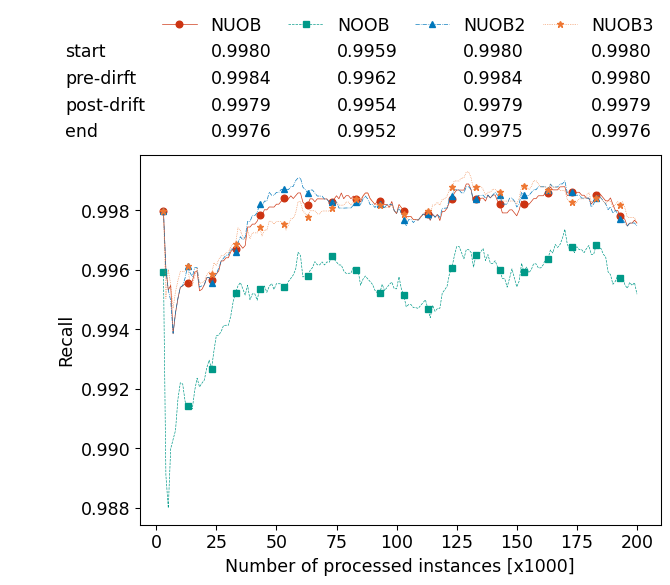 NUOB NOOB NUOB2 NUOB3
start 0.9980 0.9959 0.9980 0.9980
pre-dirft 0.9984 0.9962 0.9984 0.9980
post-drift 0.9979 0.9954 0.9979 0.9979
end 0.9976 0.9952 0.9975 0.9976
0.998
0.996
0.994
0.992
0.990
0.988
Recall
0 25 50 75 100 125 150 175 200
Number of processed instances [x1000]